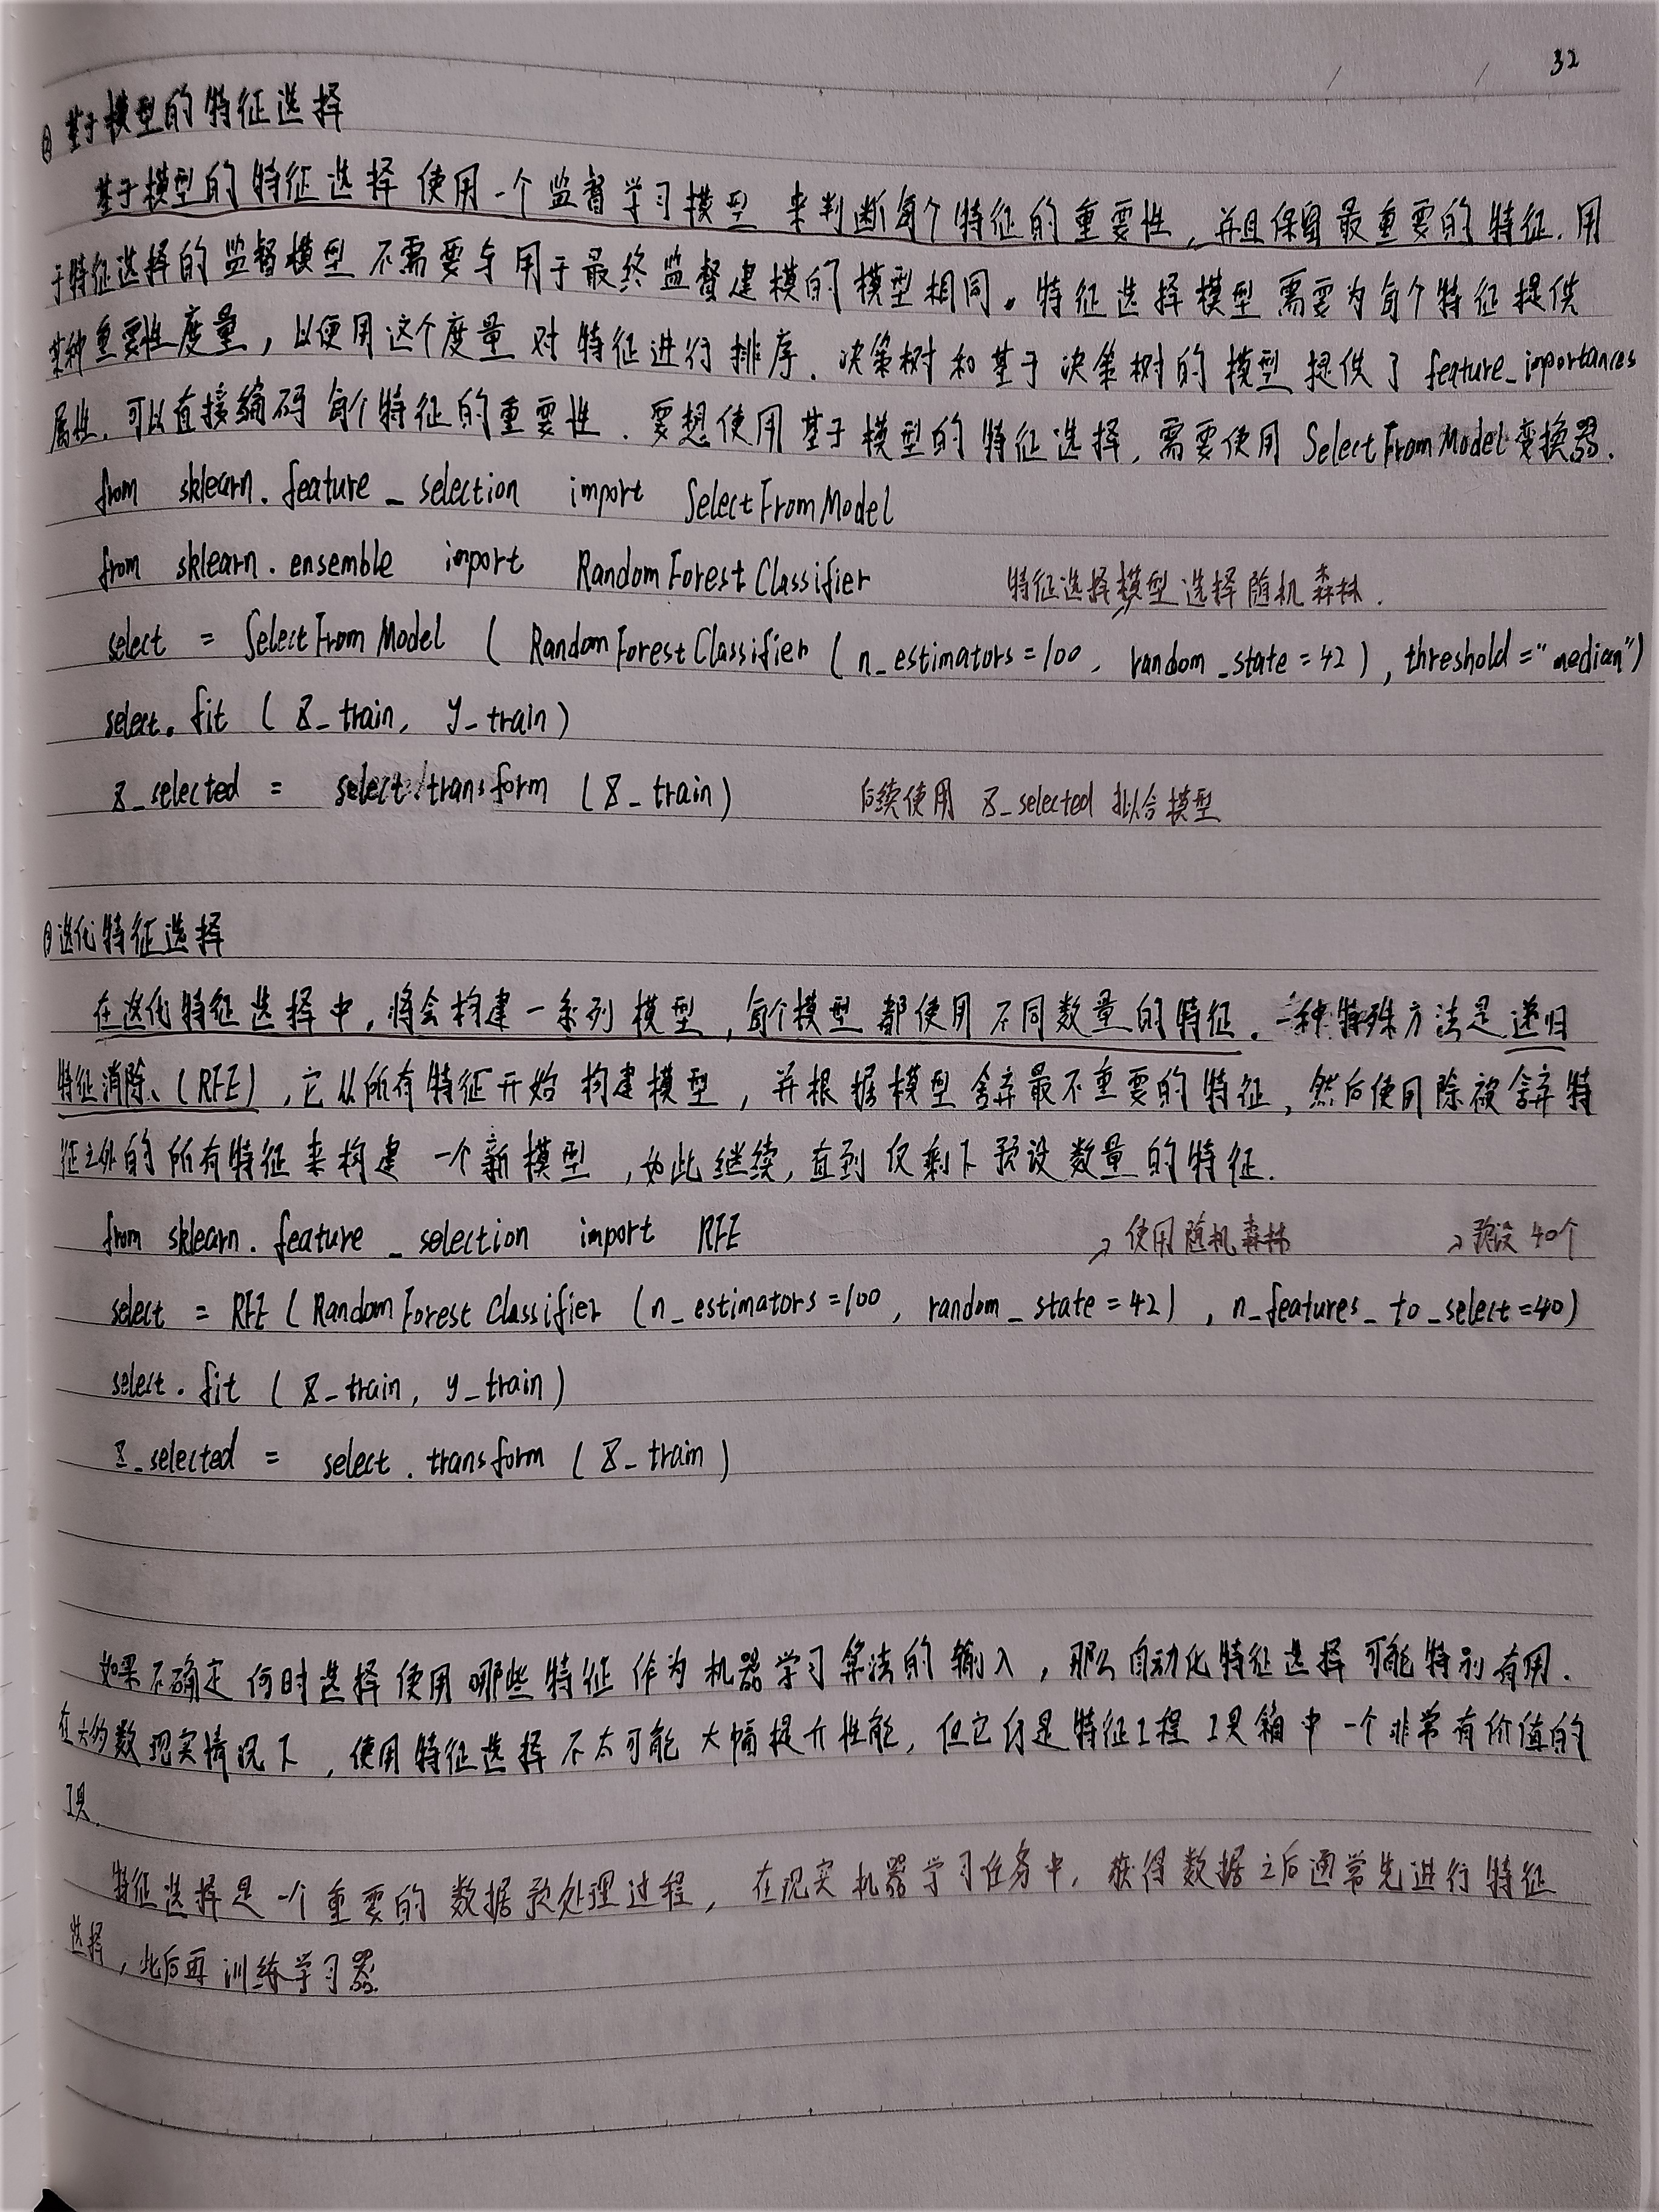 32
② 基于模型的特征选择
基于模型的特征选择 使用一个监督学习模型 来判断每个特征的重要性，并且保留最重要的特征. 用
于特征选择的监督模型 不需要与用于最终监督建模的模型相同。特征选择模型 需要为每个特征提供
某种重要性度量，以便用这个度量 对特征进行排序. 决策树和基于决策树的模型 提供了 feature_importances
属性, 可以直接编码 每个特征的重要性. 要想使用基于模型的特征选择, 需要使用 SelectFromModel 变换器.
from sklearn.feature_selection import SelectFromModel
from sklearn.ensemble import RandomForestClassifier 特征选择模型选择随机森林.
select = SelectFromModel (RandomForestClassifier (n_estimators=100, random_state=42), threshold="median")
select.fit (X_train, y_train)
X_selected = select.transform (X_train) 后续使用 X_selected 拟合模型
③ 迭代特征选择
在迭代特征选择中, 将会构建一系列模型, 每个模型都使用不同数量的特征. 一种特殊方法是递归
特征消除、(RFE), 它从所有特征开始构建模型, 并根据模型舍弃最不重要的特征, 然后使用除被舍弃特
征之外的所有特征来构建一个新模型, 如此继续, 直到仅剩下预设数量的特征.
from sklearn.feature_selection import RFE → 使用随机森林 → 预设 40个
select = RFE (RandomForestClassifier (n_estimators=100, random_state=42), n_features_to_select=40)
select.fit (X_train, y_train)
X_selected = select.transform (X_train)
如果不确定何时选择使用哪些特征作为机器学习算法的输入, 那么自动化特征选择可能特别有用.
在大多数现实情况下, 使用特征选择不太可能大幅提升性能, 但它仍是特征工程工具箱中一个非常有价值的
工具.
特征选择是一个重要的数据预处理过程, 在现实机器学习任务中, 获得数据之后通常先进行特征
选择, 此后再训练学习器